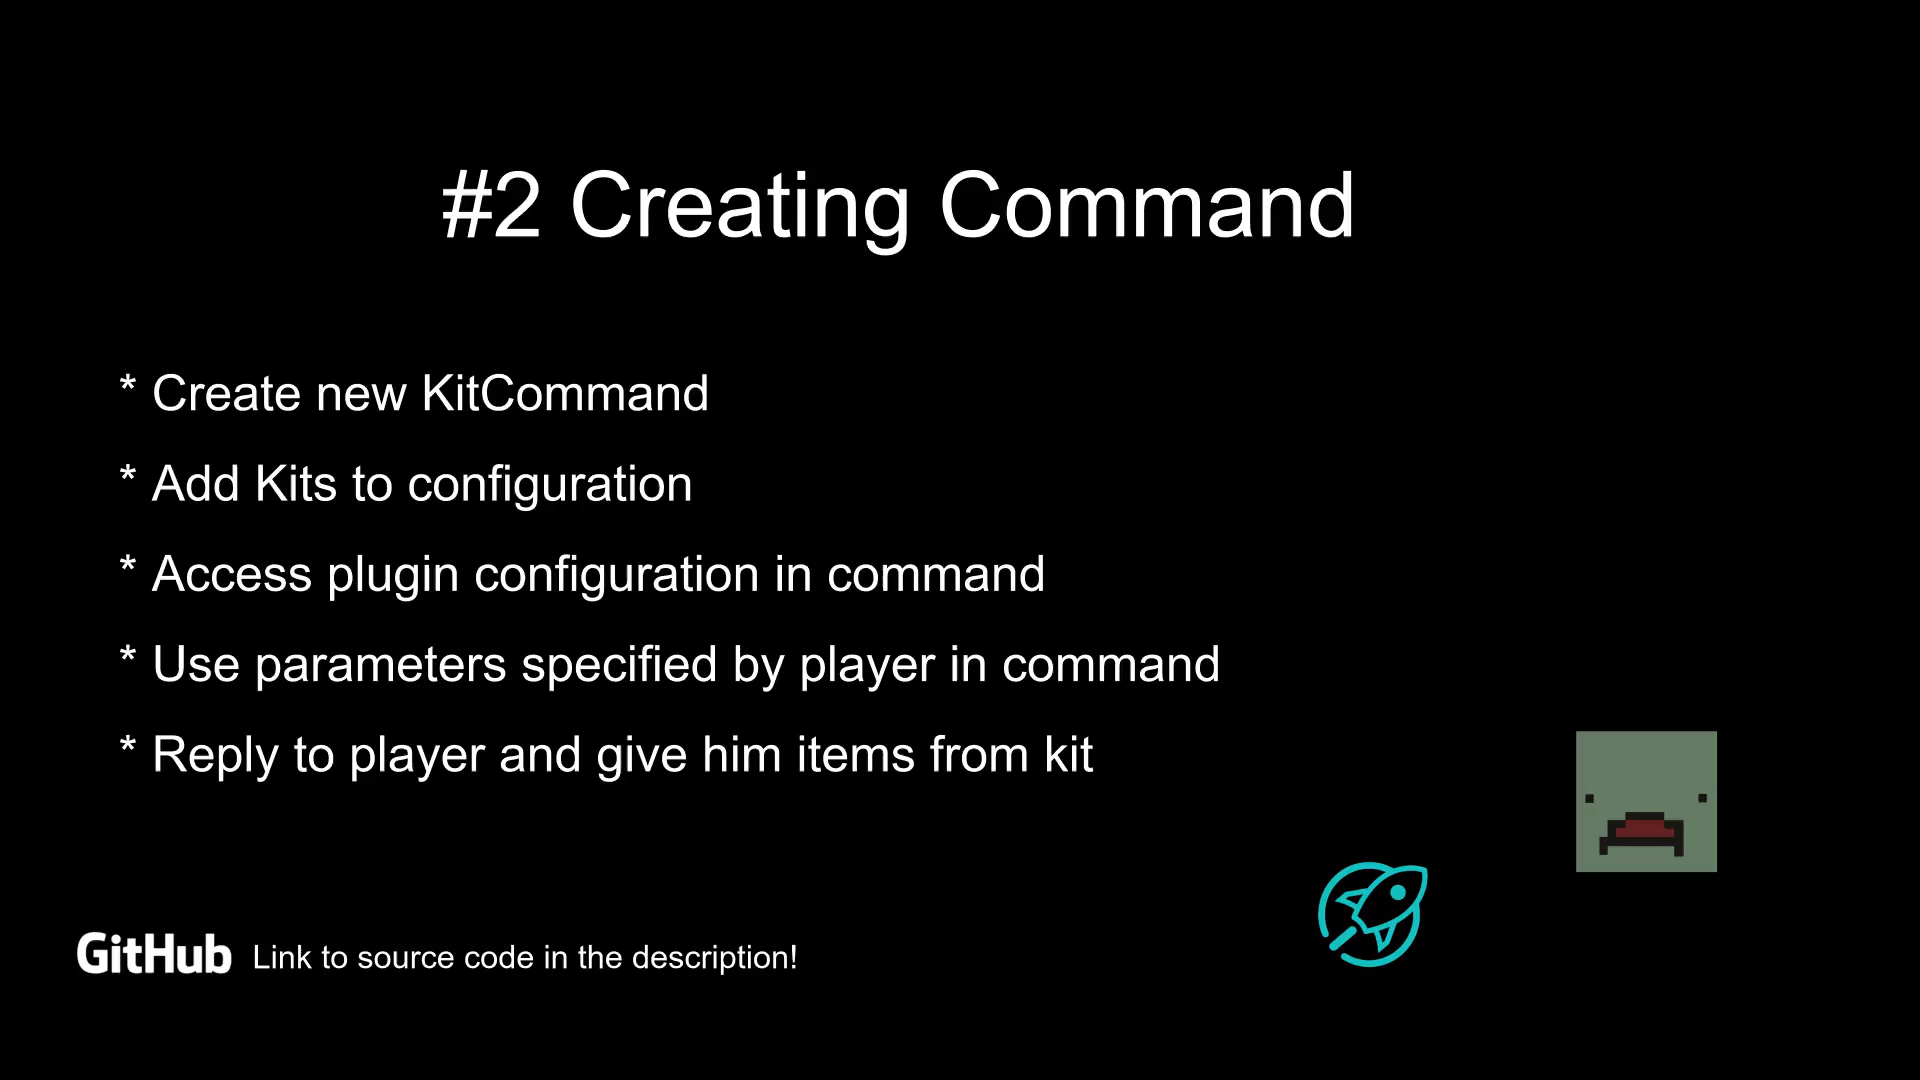 #2 Creating Command
* Create new KitCommand
* Add Kits to configuration
* Access plugin configuration in command
* Use parameters specified by player in command
* Reply to player and give him items from kit
GitHub Link to source code in the description!